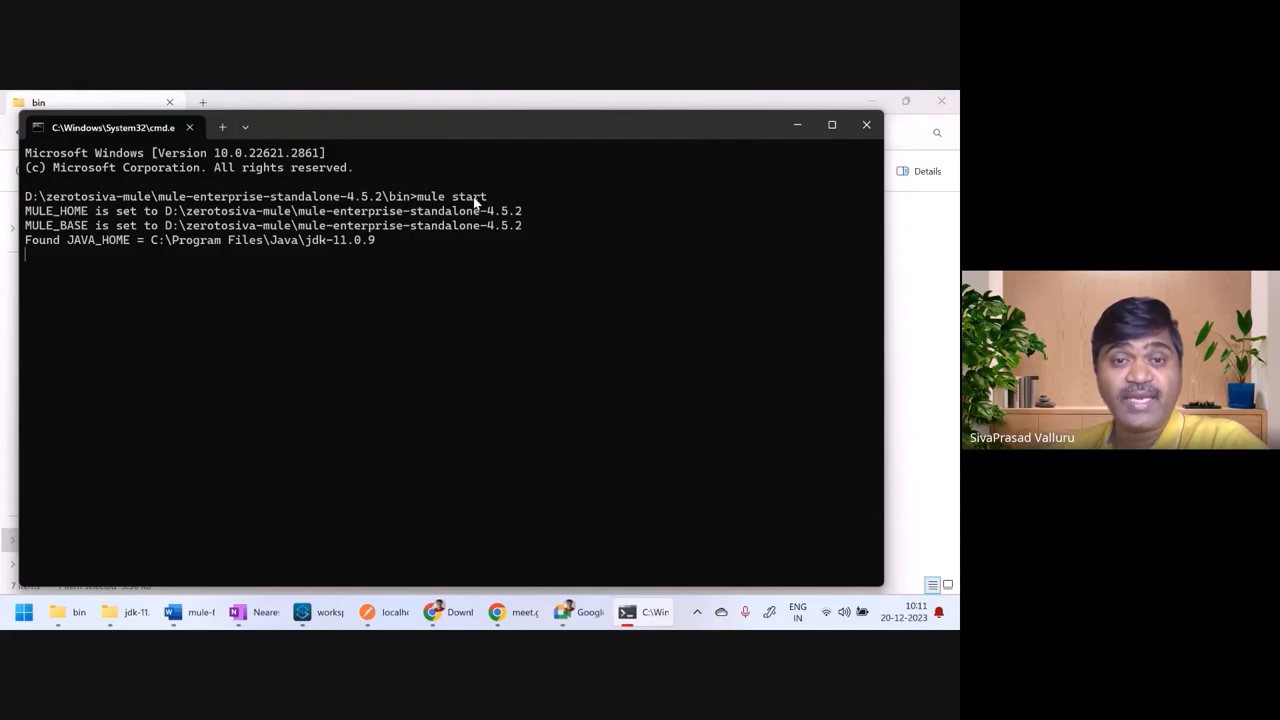 bin
C:\Windows\System32\cmd.e
Microsoft Windows [Version 10.0.22621.2861]
(c) Microsoft Corporation. All rights reserved.
D:\zerotosiva-mule\mule-enterprise-standalone-4.5.2\bin>mule start
MULE_HOME is set to D:\zerotosiva-mule\mule-enterprise-standalone-4.5.2
MULE_BASE is set to D:\zerotosiva-mule\mule-enterprise-standalone-4.5.2
Found JAVA_HOME = C:\Program Files\Java\jdk-11.0.9
Details
SivaPrasad Valluru
bin
jdk-11.
mule-f
Neare
worksp
localho
Downl
meet.g
Google
C:\Win
ENG
IN
10:11
20-12-2023